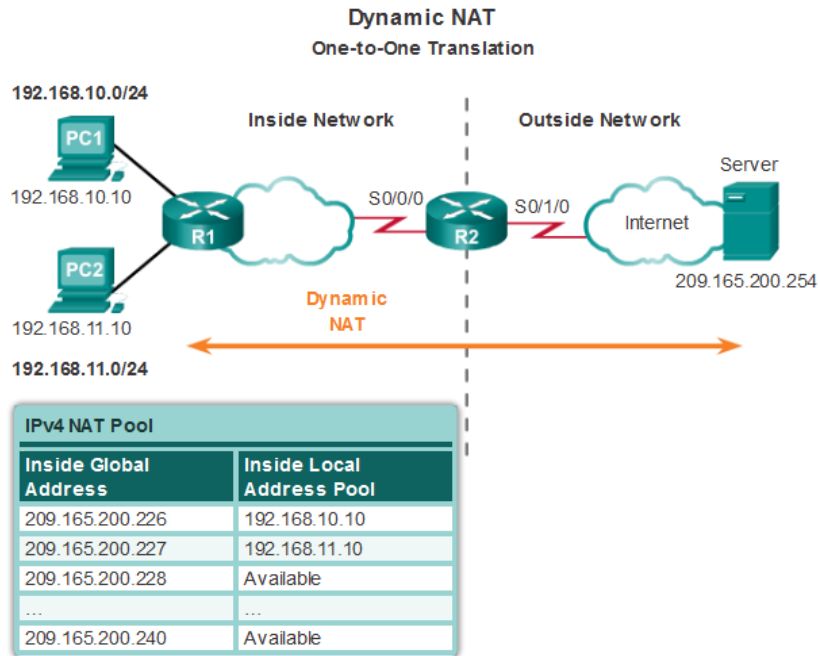 Dynamic NAT
One-to-One Translation
192.168.10.0/24
Inside Network
Outside Network
PC1
Server
192.168.10.10
S0/0/0
S0/1/0
Internet
R1
R2
PC2
209.165.200.254
Dynamic
NAT
192.168.11.10
192.168.11.0/24
IPv4 NAT Pool
Inside Global
Address
Inside Local
Address Pool
209.165.200.226
192.168.10.10
209.165.200.227
192.168.11.10
209.165.200.228
Available
...
...
209.165.200.240
Available